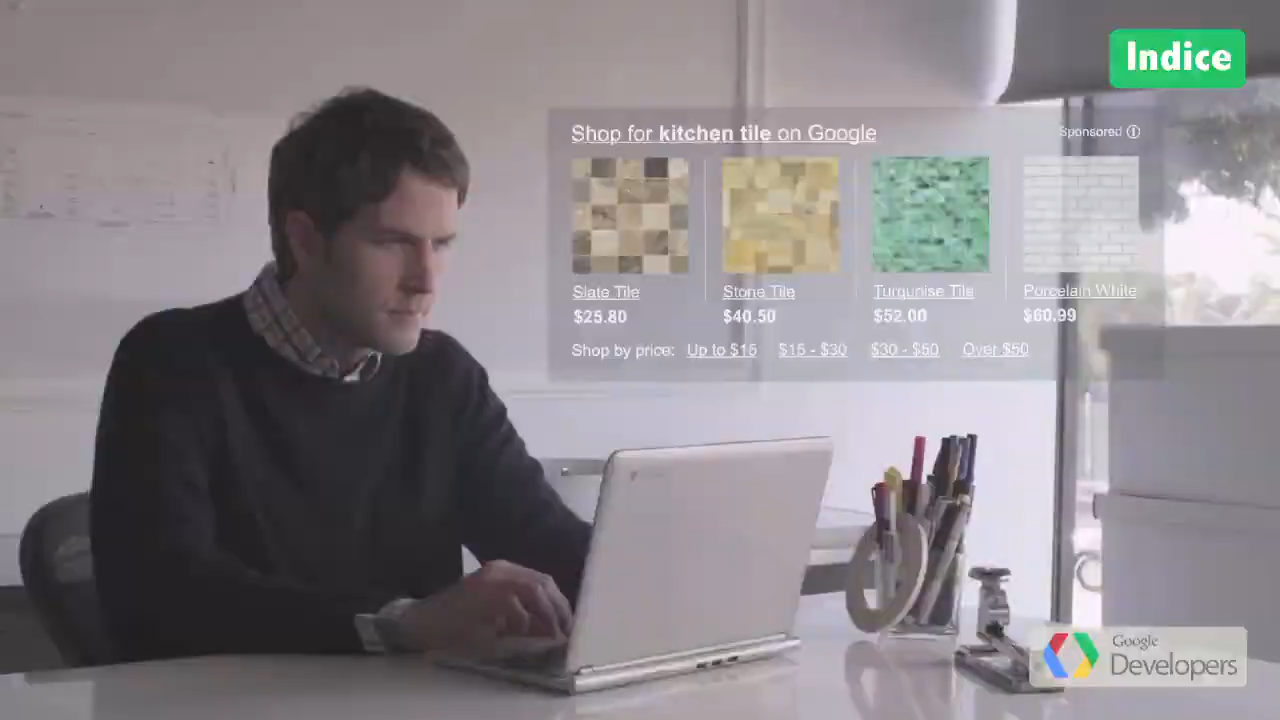 Indice
Shop for kitchen tile on Google
Sponsored
Slate Tile
Stone Tile
Turqunise Tile
Porcelain White
$25.80
$40.50
$52.00
$60.99
Shop by price: Up to $15 $15 - $30 $30 - $50 Over $50
Google
Developers